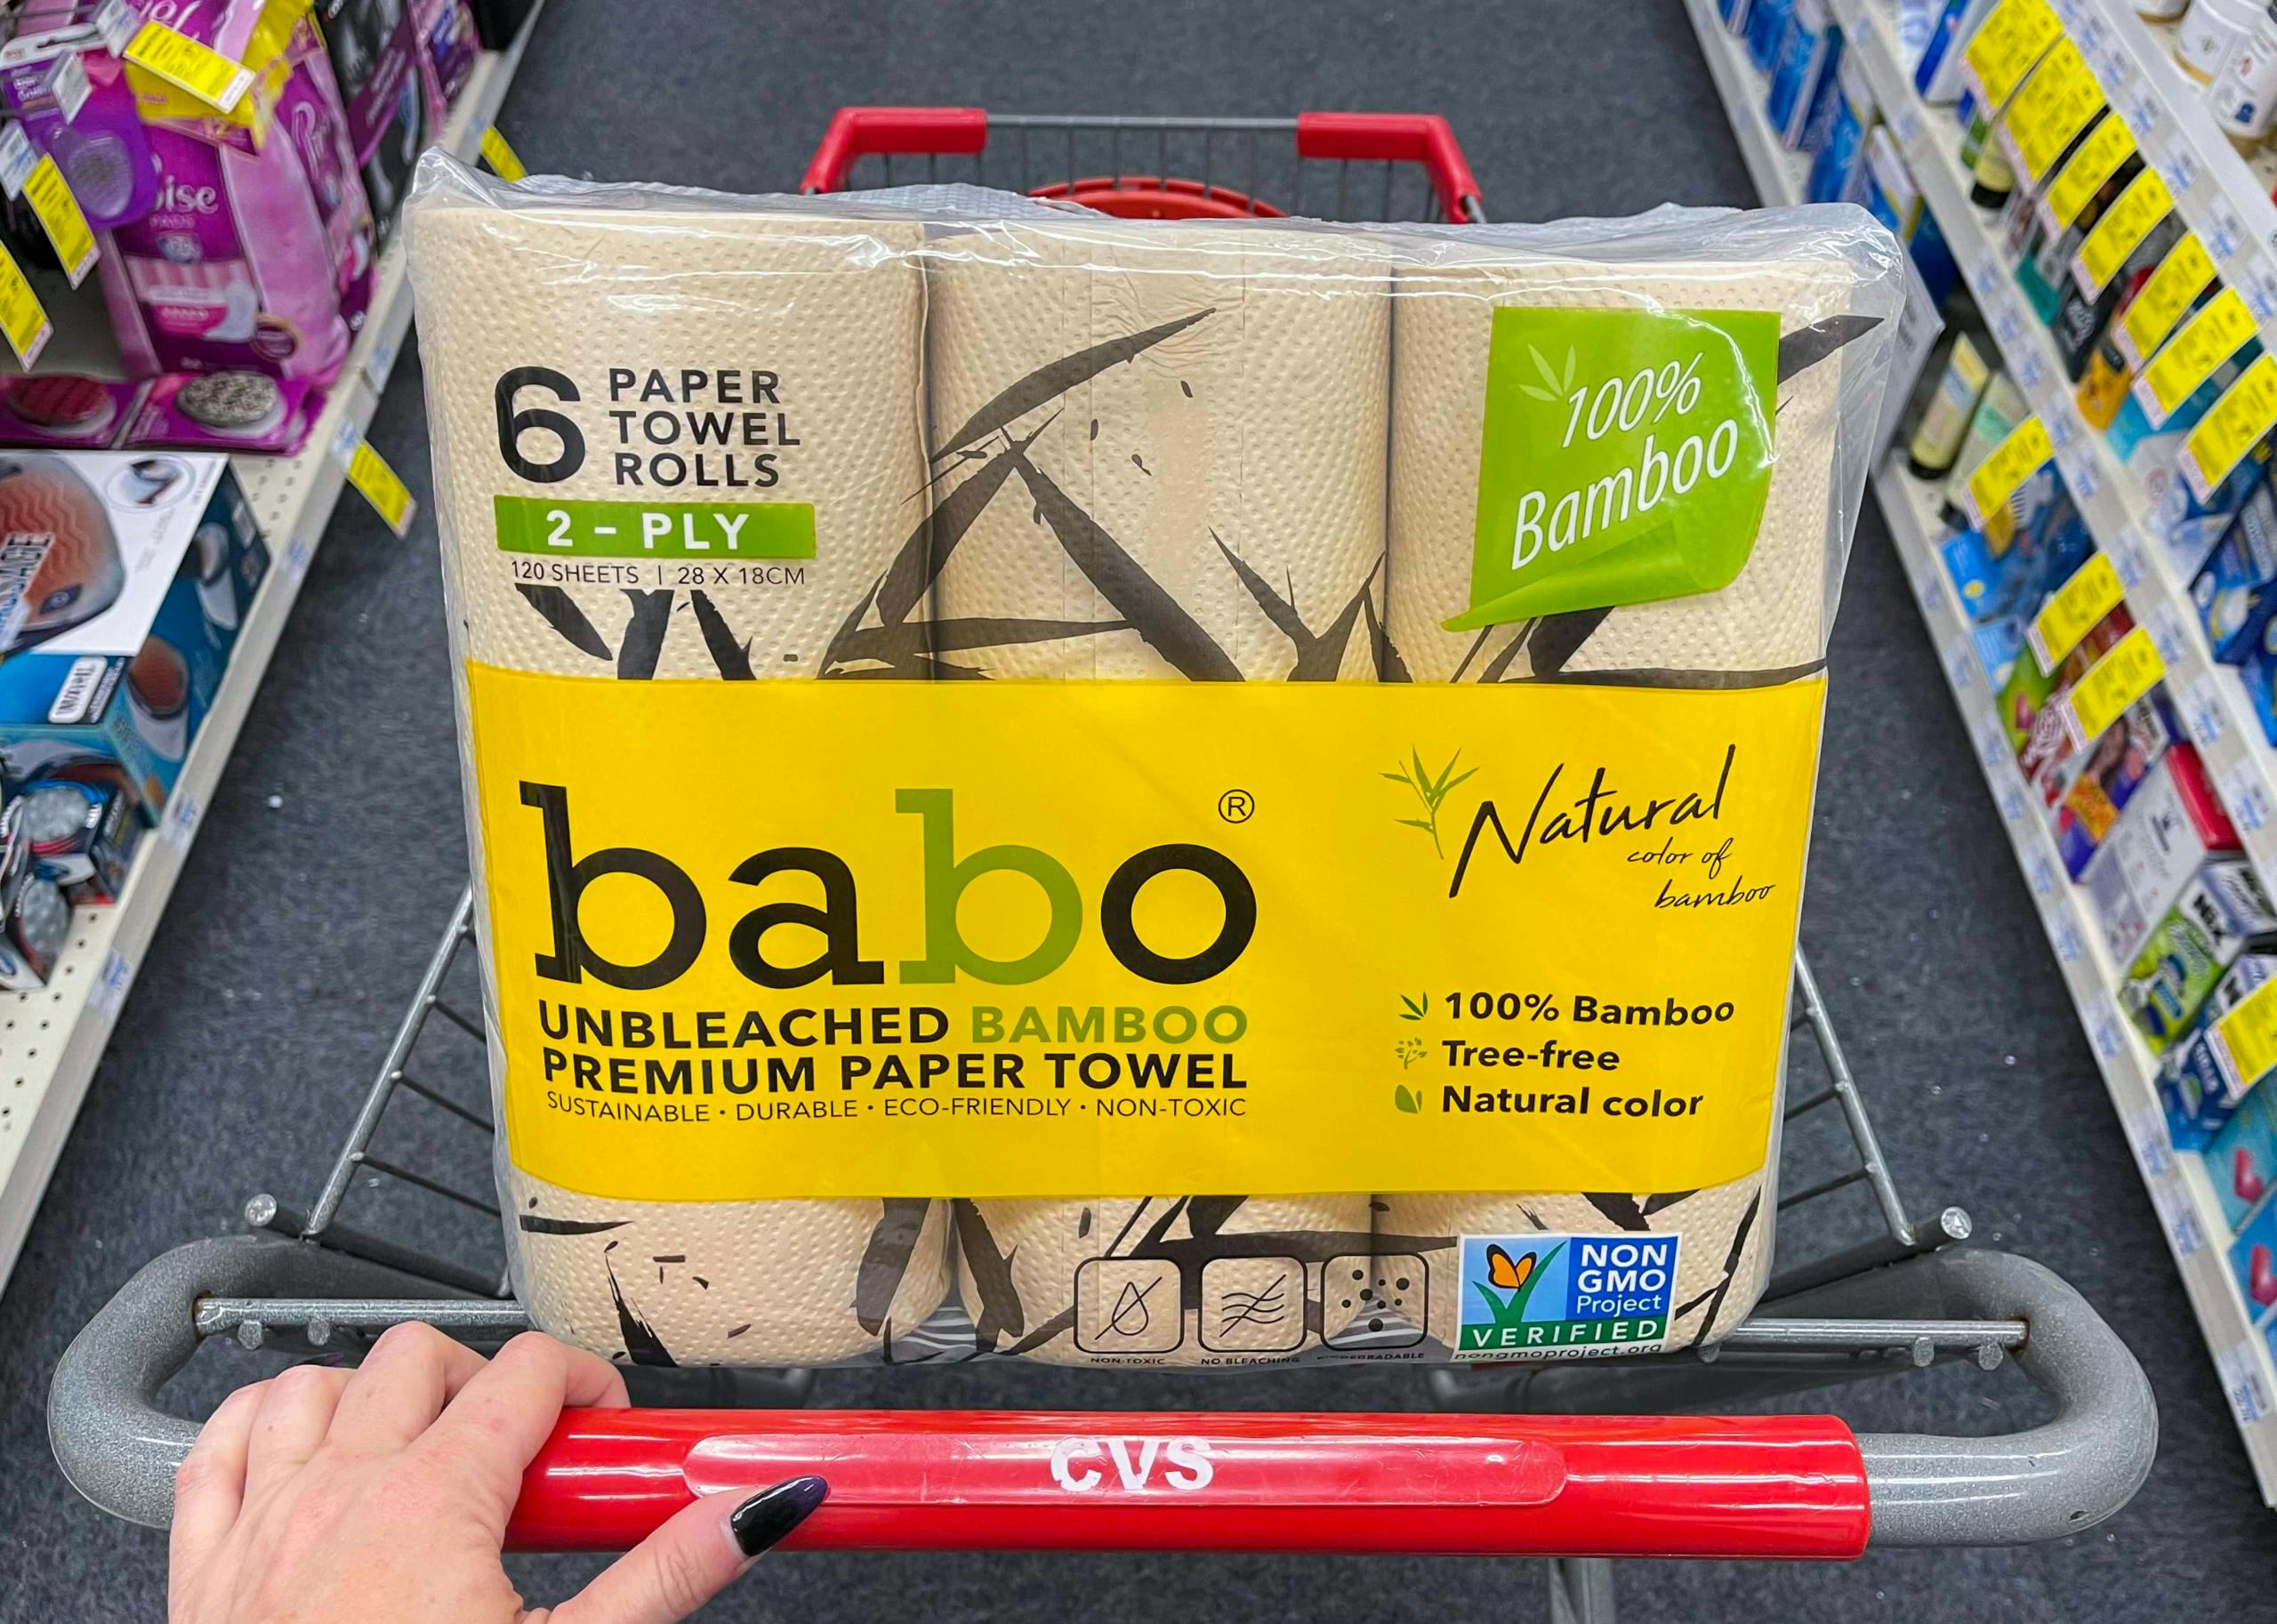 6
PAPER
TOWEL
ROLLS
2 - PLY
120 SHEETS | 28 X 18CM
100%
Bamboo
babo®
UNBLEACHED BAMBOO
PREMIUM PAPER TOWEL
SUSTAINABLE • DURABLE • ECO-FRIENDLY • NON-TOXIC
Natural
color of
bamboo
100% Bamboo
Tree-free
Natural color
NON-TOXIC
NO BLEACHING
NON
GMO
Project
VERIFIED
nongmoproject.org
CVS